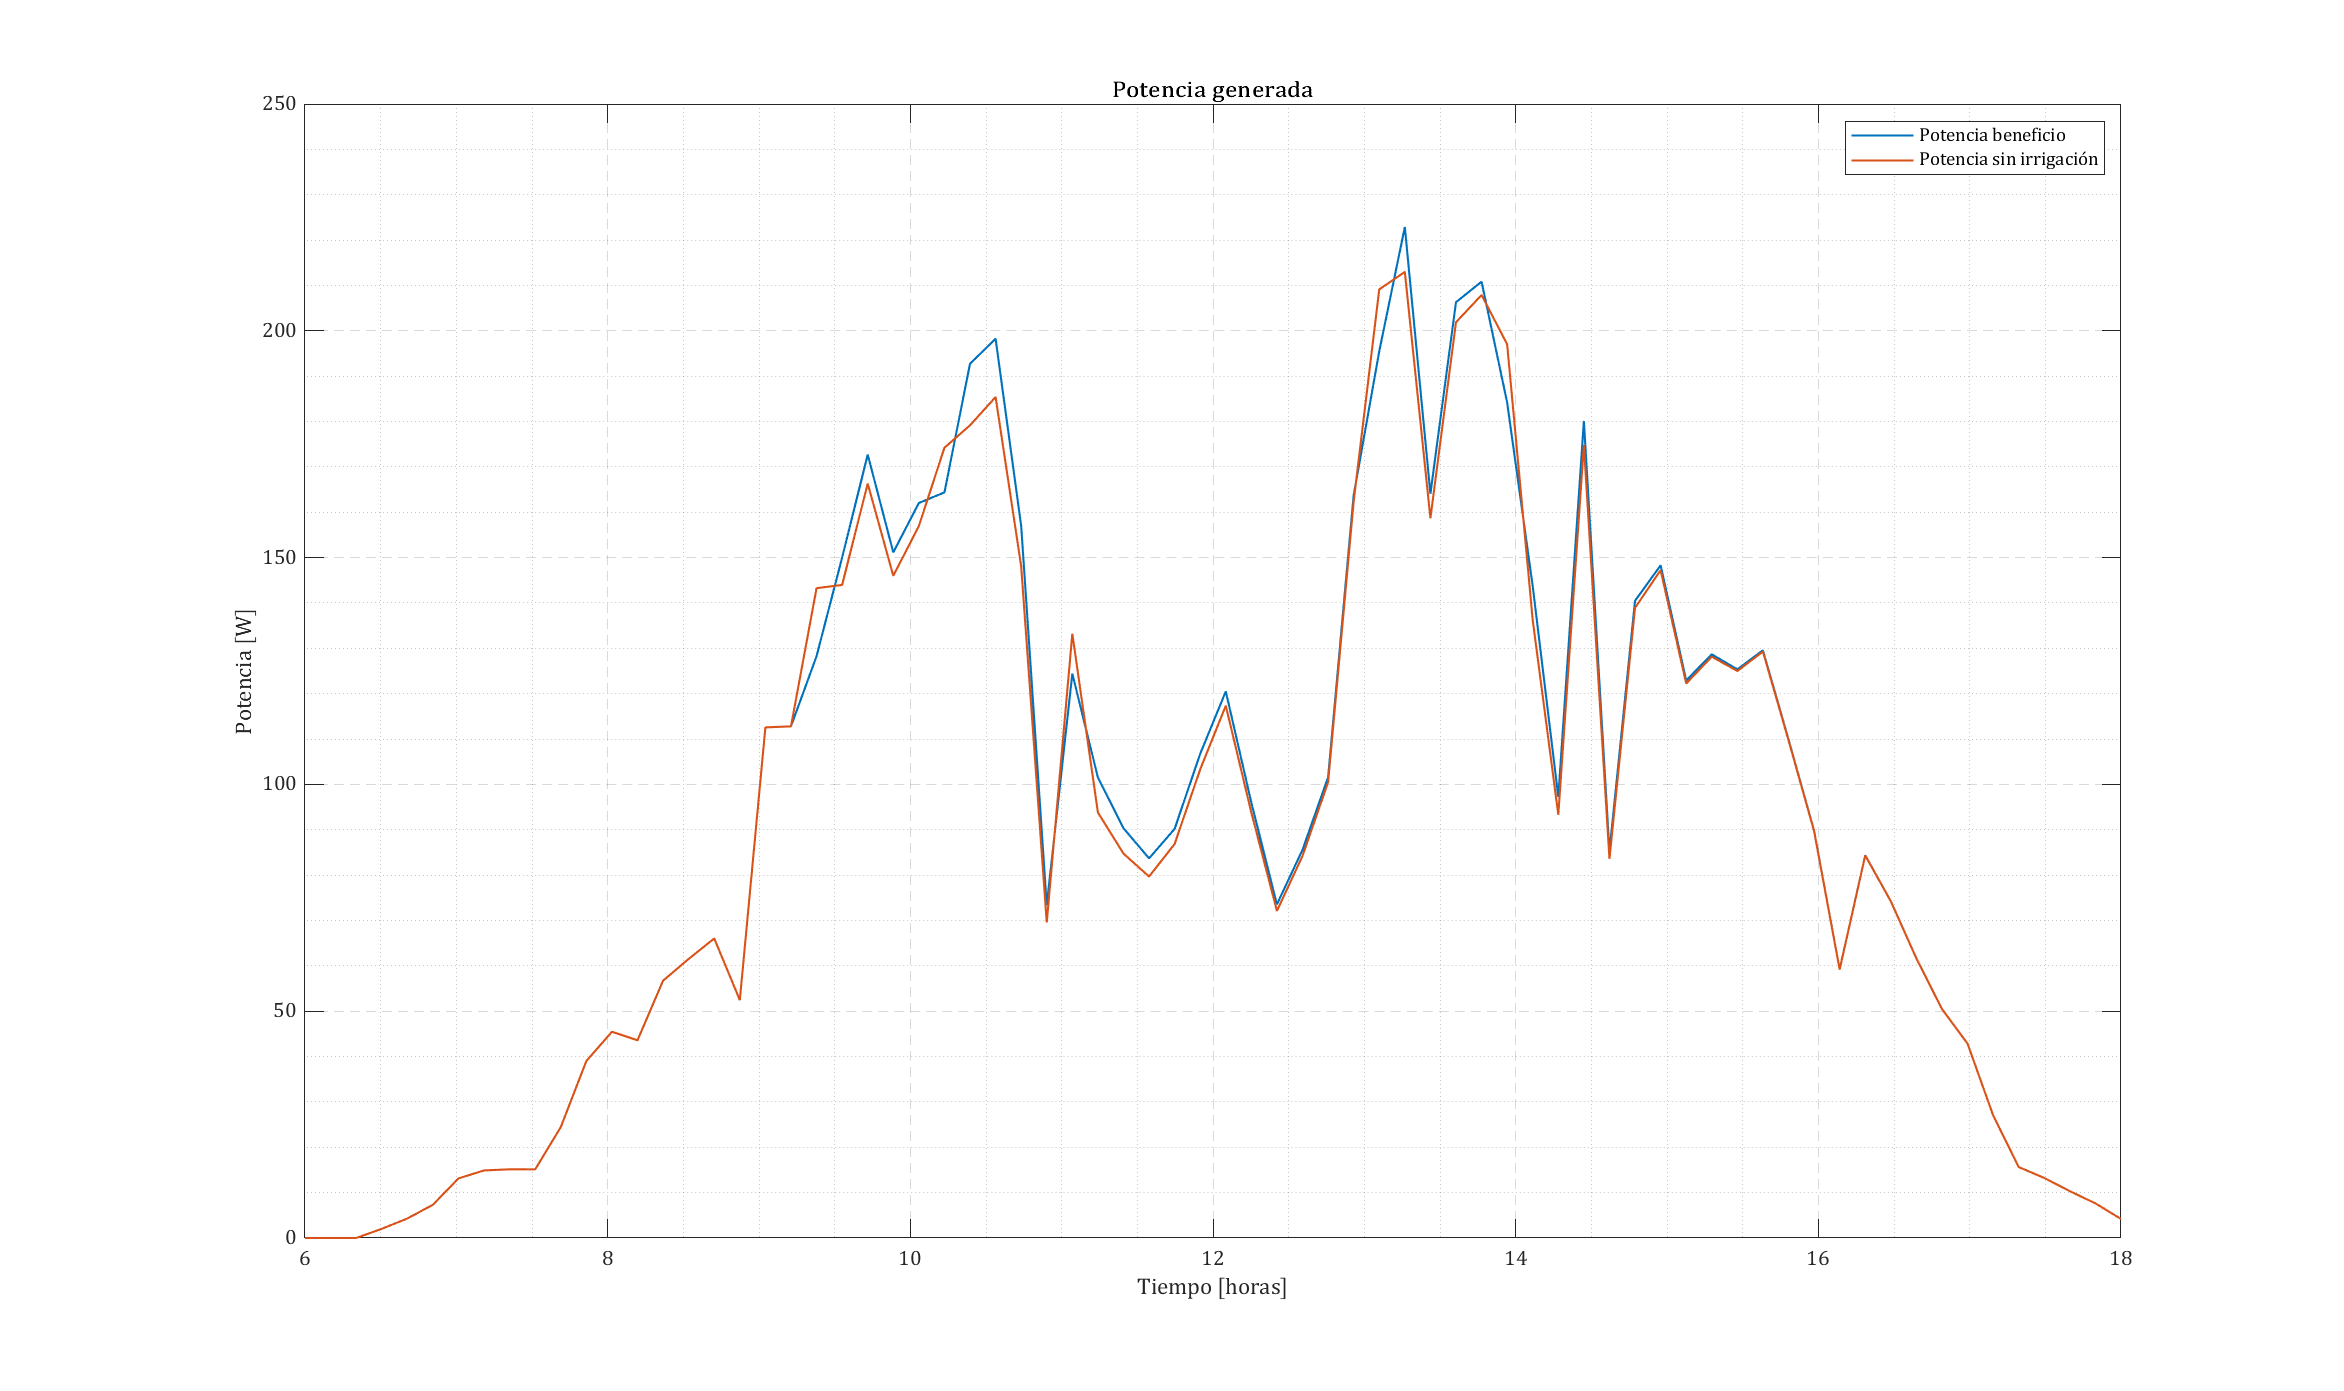 Potencia generada
250
200
150
100
50
0
Potencia [W]
Potencia beneficio
Potencia sin irrigación
6 8 10 12 14 16 18
Tiempo [horas]